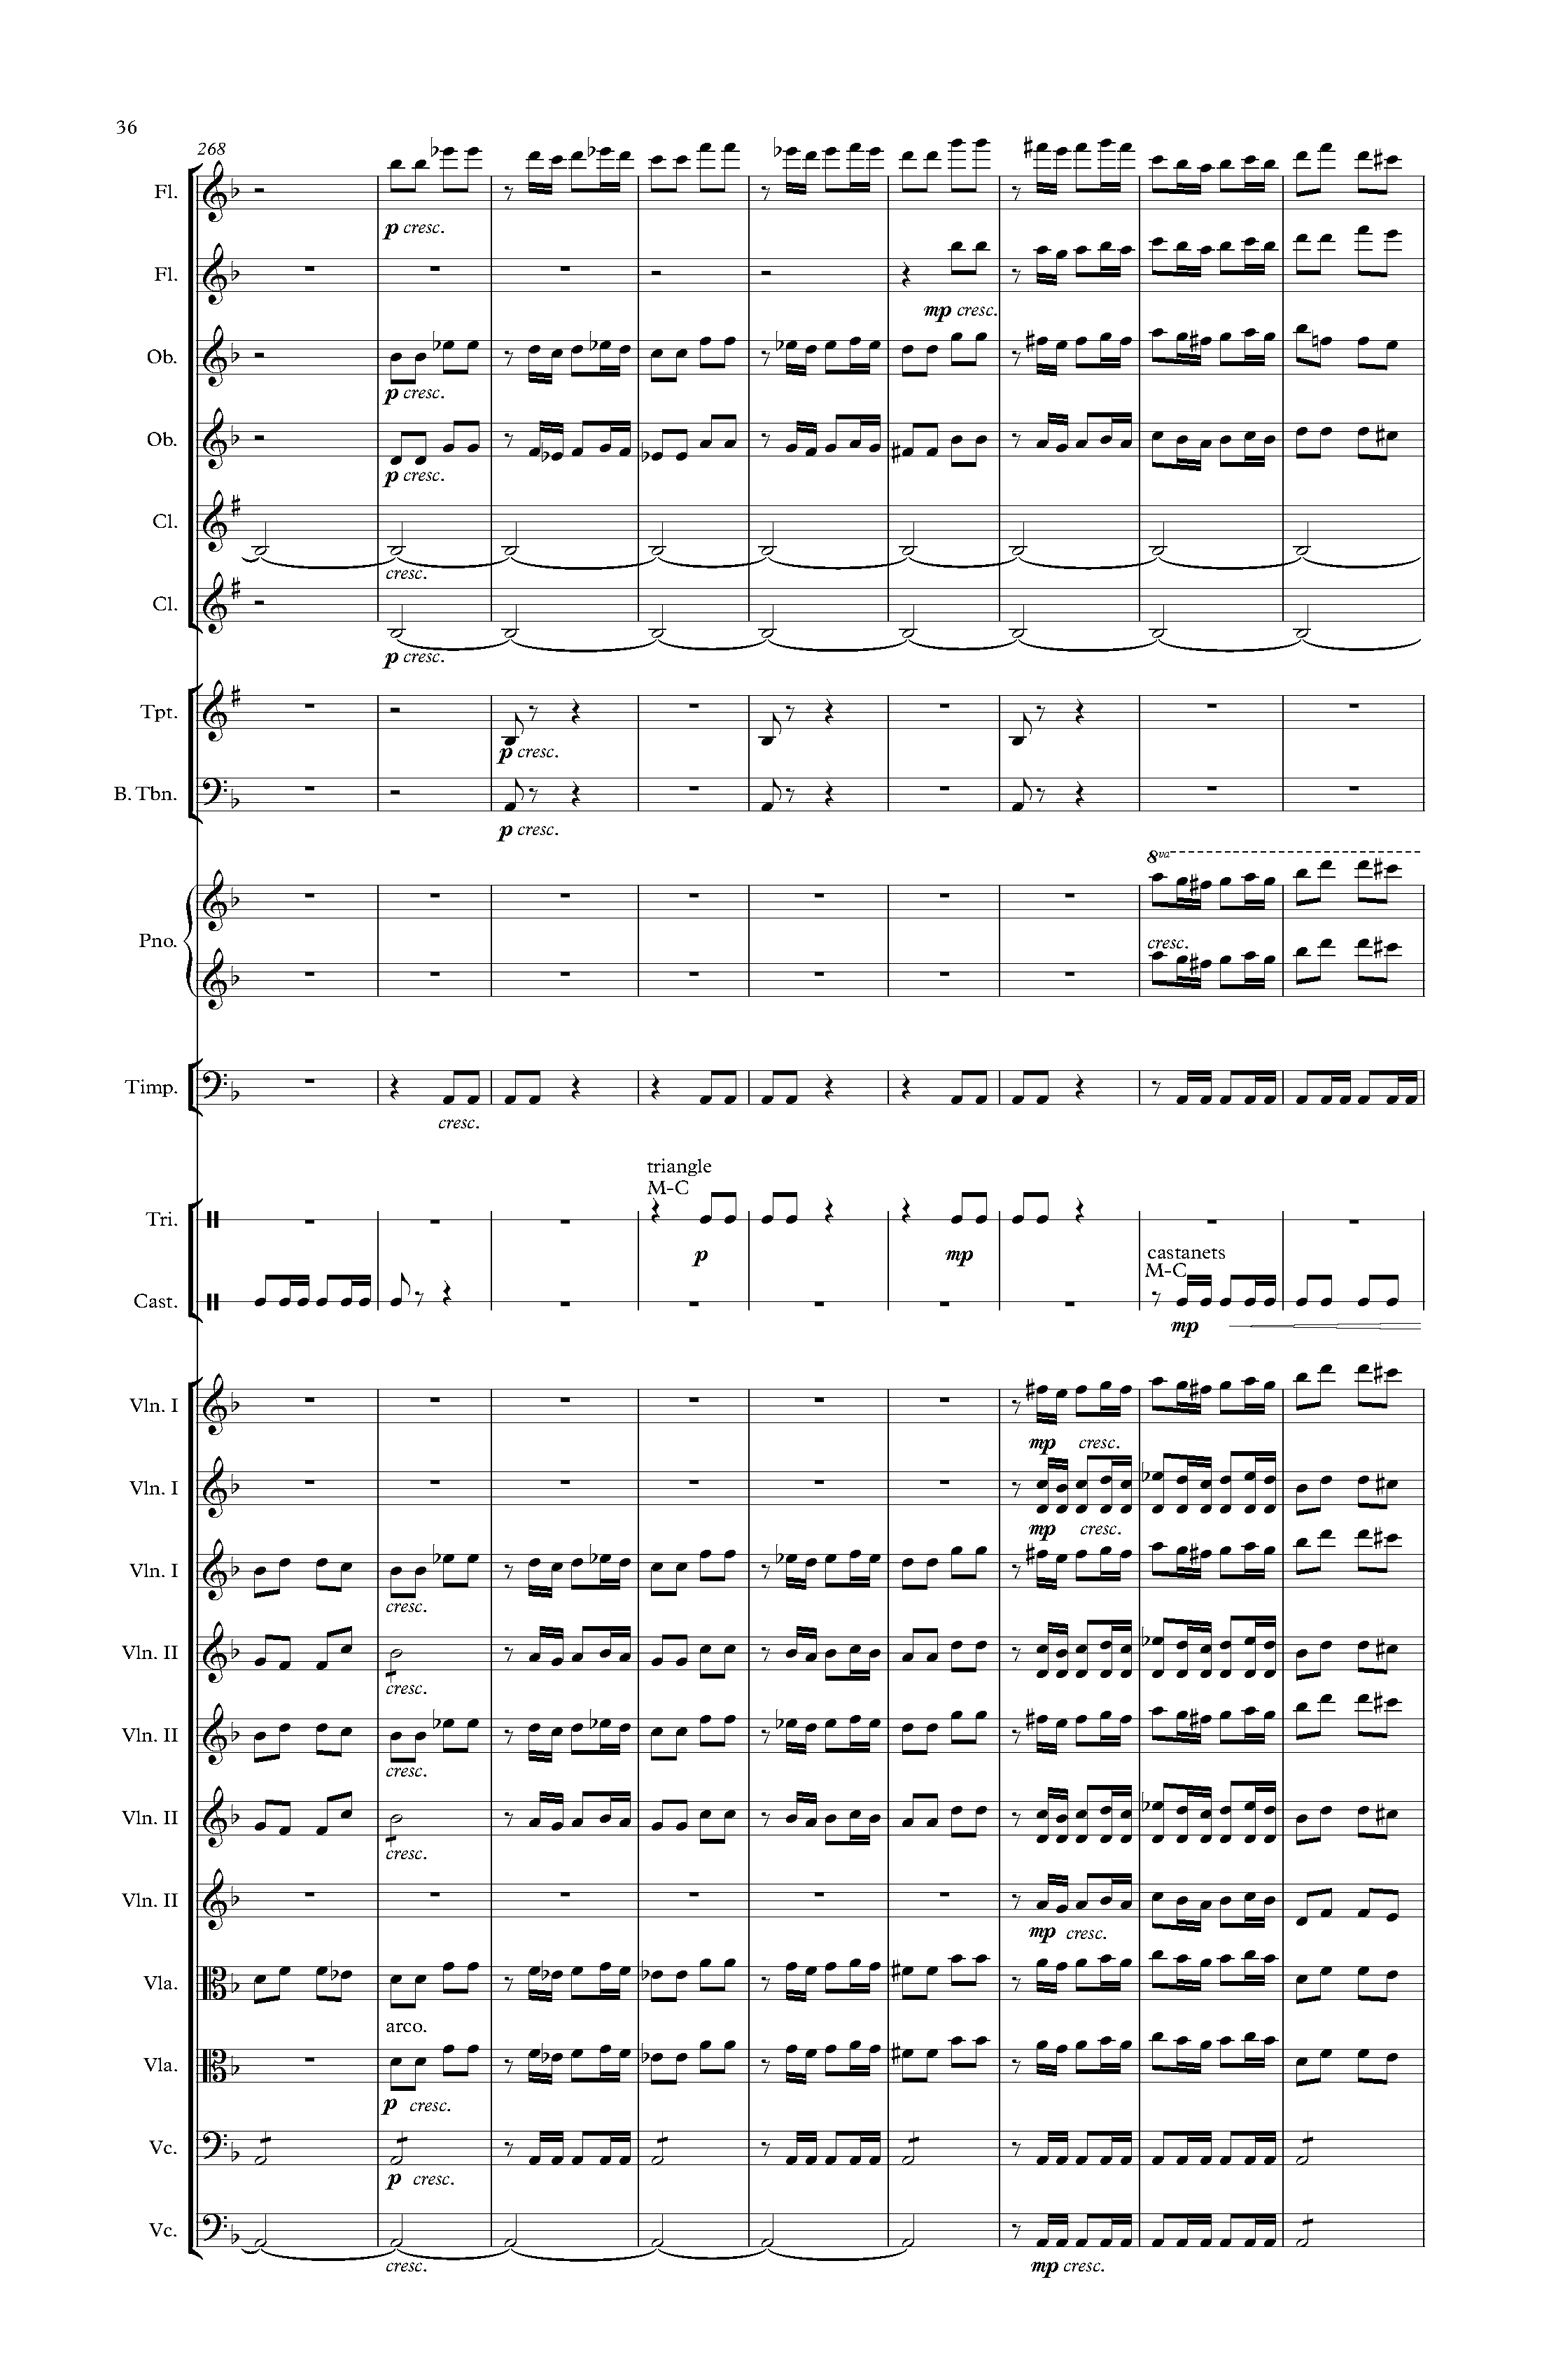 36
268
Fl.
p cresc.
Fl.
mp cresc.
Ob.
p cresc.
Ob.
p cresc.
Cl.
cresc.
Cl.
p cresc.
Tpt.
p cresc.
B. Tbn.
p cresc.
8va
Pno.
cresc.
Timp.
cresc.
triangle
M-C
Tri.
p mp
castanets
M-C
Cast.
mp
Vln. I
mp cresc.
Vln. I
mp cresc.
Vln. I
cresc.
Vln. II
cresc.
Vln. II
cresc.
Vln. II
cresc.
Vln. II
mp cresc.
Vla.
arco.
Vla.
p cresc.
Vc.
p cresc.
Vc.
cresc. mp cresc.